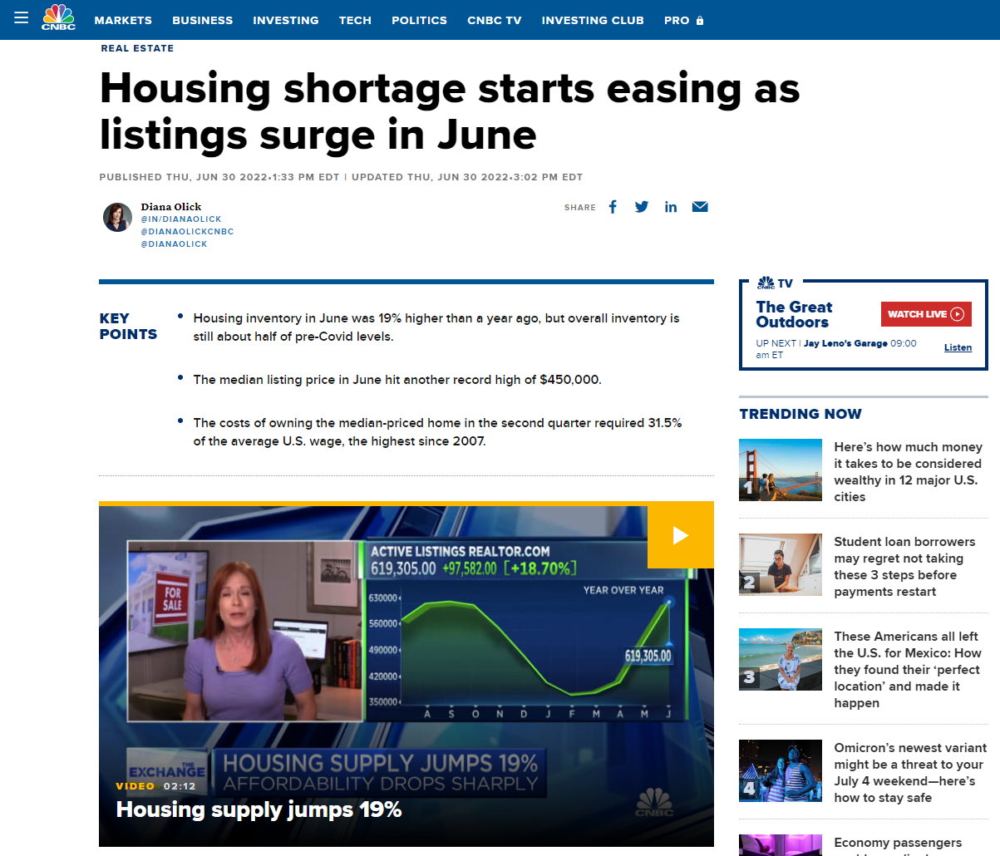 CNBC
MARKETS BUSINESS INVESTING TECH POLITICS CNBC TV INVESTING CLUB PRO
REAL ESTATE
Housing shortage starts easing as
listings surge in June
PUBLISHED THU, JUN 30 2022•1:33 PM EDT | UPDATED THU, JUN 30 2022•3:02 PM EDT
Diana Olick
@IN/DIANAOLICK
@DIANAOLICKCNBC
@DIANAOLICK
SHARE
KEY
POINTS
Housing inventory in June was 19% higher than a year ago, but overall inventory is
still about half of pre-Covid levels.
The median listing price in June hit another record high of $450,000.
The costs of owning the median-priced home in the second quarter required 31.5%
of the average U.S. wage, the highest since 2007.
FOR
SALE
ACTIVE LISTINGS REALTOR.COM
619,305.00 +97,582.00 [+18.70%]
YEAR OVER YEAR
630000
560000
490000
420000
350000
619,305.00
A S O N D J F M A M J
THE
EXCHANGE
HOUSING SUPPLY JUMPS 19%
AFFORDABILITY DROPS SHARPLY
CNBC
VIDEO 02:12
Housing supply jumps 19%
CNBC TV
The Great
Outdoors
WATCH LIVE
UP NEXT | Jay Leno's Garage 09:00
am ET
Listen
TRENDING NOW
1
Here's how much money
it takes to be considered
wealthy in 12 major U.S.
cities
2
Student loan borrowers
may regret not taking
these 3 steps before
payments restart
3
These Americans all left
the U.S. for Mexico: How
they found their ‘perfect
location’ and made it
happen
4
Omicron's newest variant
might be a threat to your
July 4 weekend—here's
how to stay safe
Economy passengers